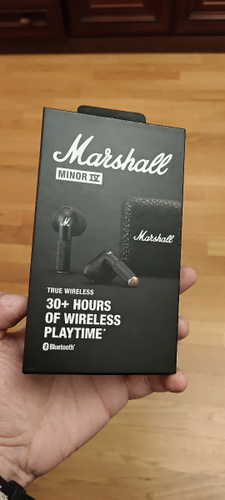 Marshall
MINOR IV
Marshall
TRUE WIRELESS
30+ HOURS
OF WIRELESS
PLAYTIME*
Bluetooth®